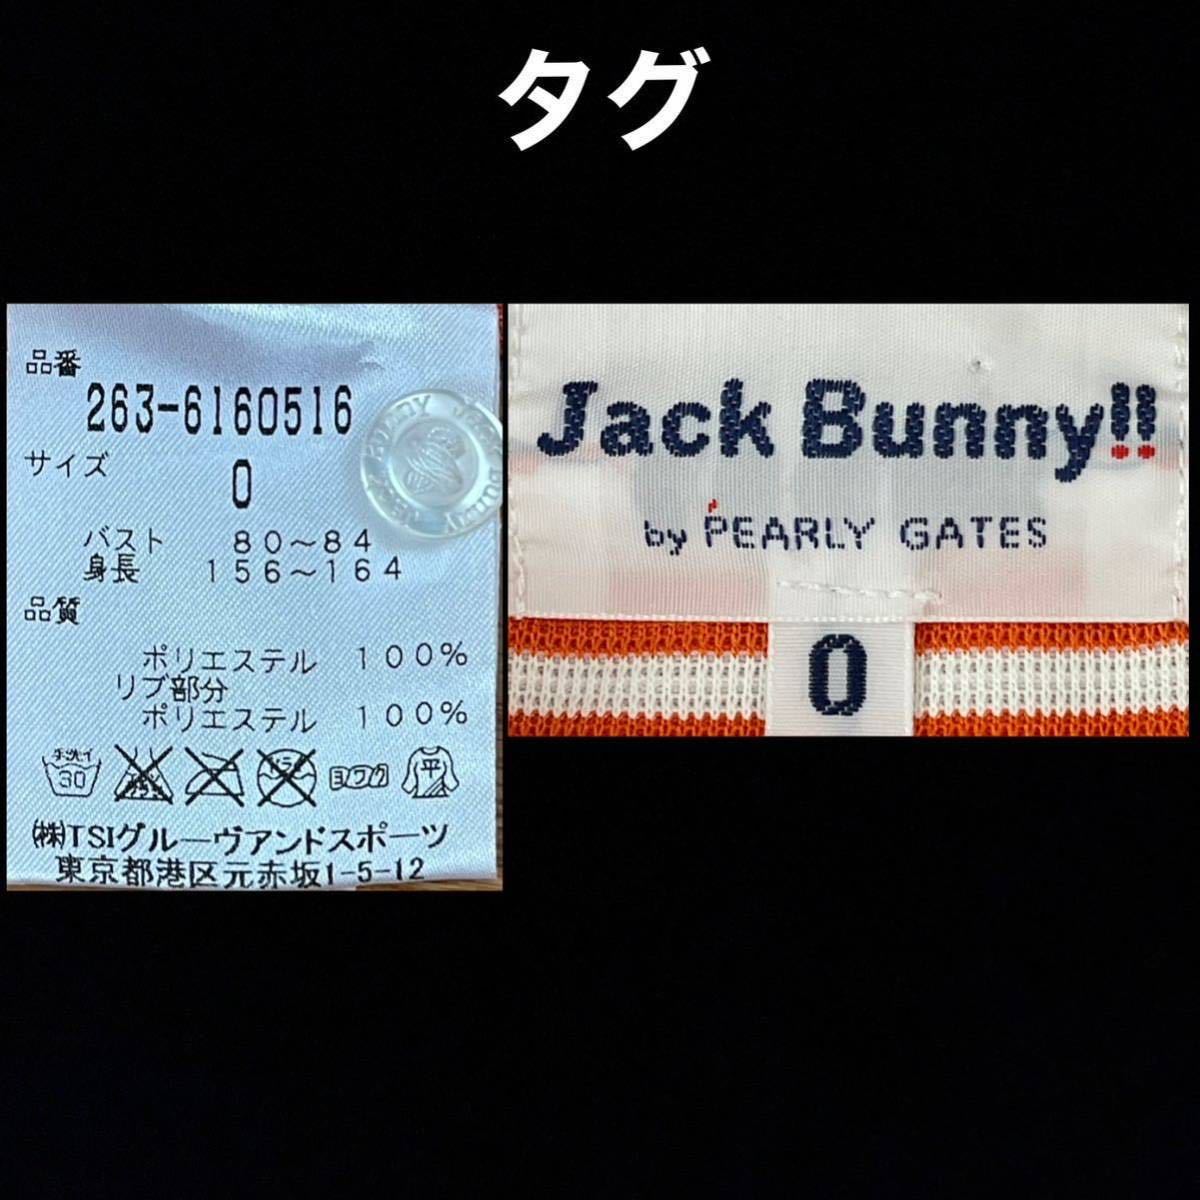 タグ
品番
263-6160516
サイズ
0
バスト 80~84
身長 156~164
品質
ポリエステル 100%
リブ部分
ポリエステル 100%
手洗イ
30
ドライ
ヨワク
平
㈱TSIグルーヴアンドスポーツ
東京都港区元赤坂1-5-12
Jack Bunny!!
by PEARLY GATES
0